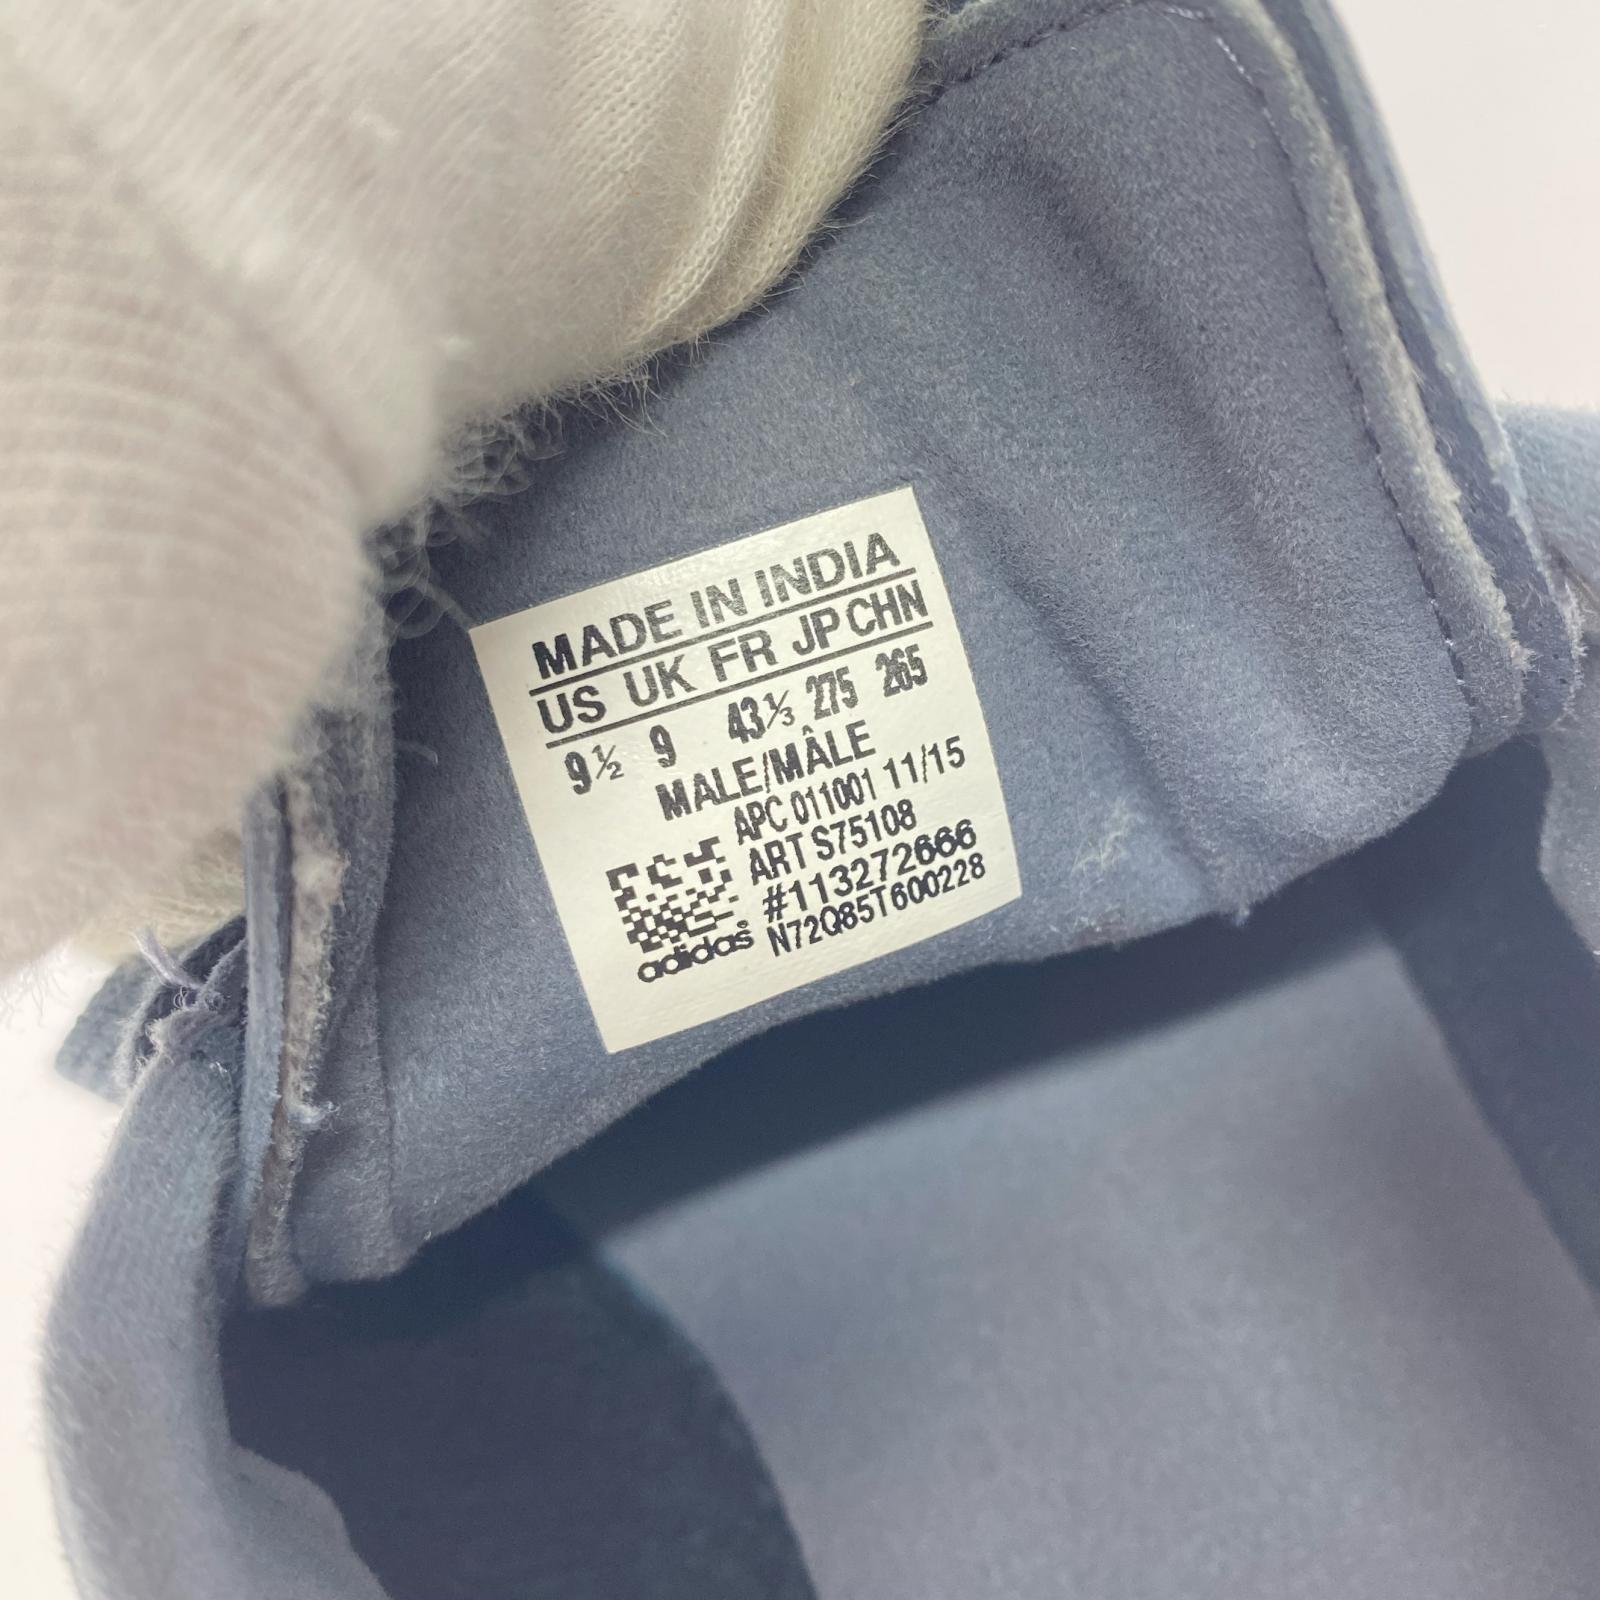 MADE IN INDIA
US UK FR JP CHN
9½ 9 43⅓ 275 265
MALE/MÂLE
APC 011001 11/15
ART S75108
#113272666
N72Q85T600228
adidas®